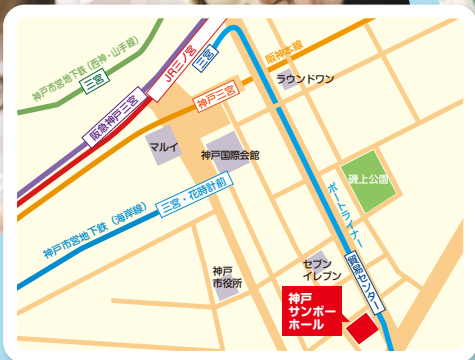 神戸市営地下鉄（西神・山手線）
三宮
阪急神戸三宮
JR三ノ宮
三宮
阪神本線
ラウンドワン
神戸三宮
マルイ
神戸国際会館
磯上公園
三宮・花時計前
神戸市営地下鉄（海岸線）
ポートライナー
神戸
市役所
セブン
イレブン
貿易センター
神戸
サンボー
ホール